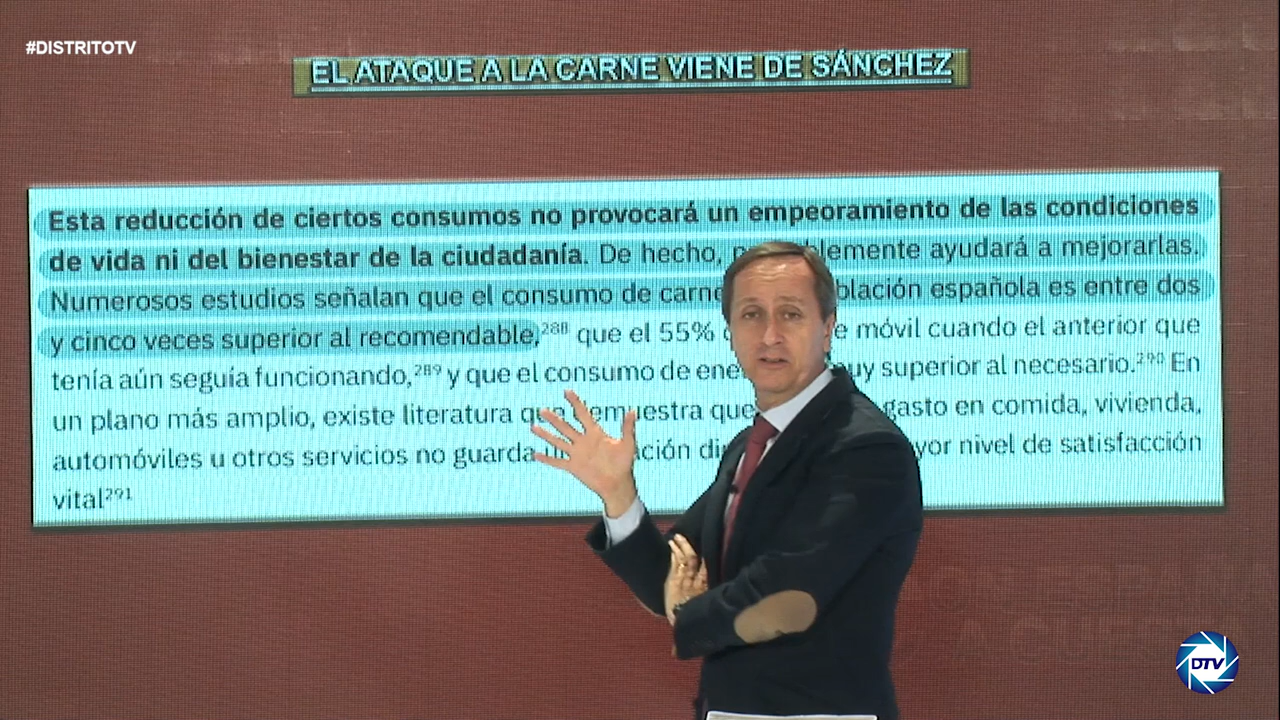 #DISTRITOTV
EL ATAQUE A LA CARNE VIENE DE SÁNCHEZ
Esta reducción de ciertos consumos no provocará un empeoramiento de las condiciones
de vida ni del bienestar de la ciudadanía. De hecho, ayudará a mejorarlas.
Numerosos estudios señalan que el consumo de carne española es entre dos
y cinco veces superior al recomendable,²⁸⁸ que el 55% móvil cuando el anterior que
tenía aún seguía funcionando,²⁸⁹ y que el consumo de muy superior al necesario.²⁹⁰ En
un plano más amplio, existe literatura que demuestra que gasto en comida, vivienda,
automóviles u otros servicios no guarda nivel de satisfacción
vital²⁹¹
DTV